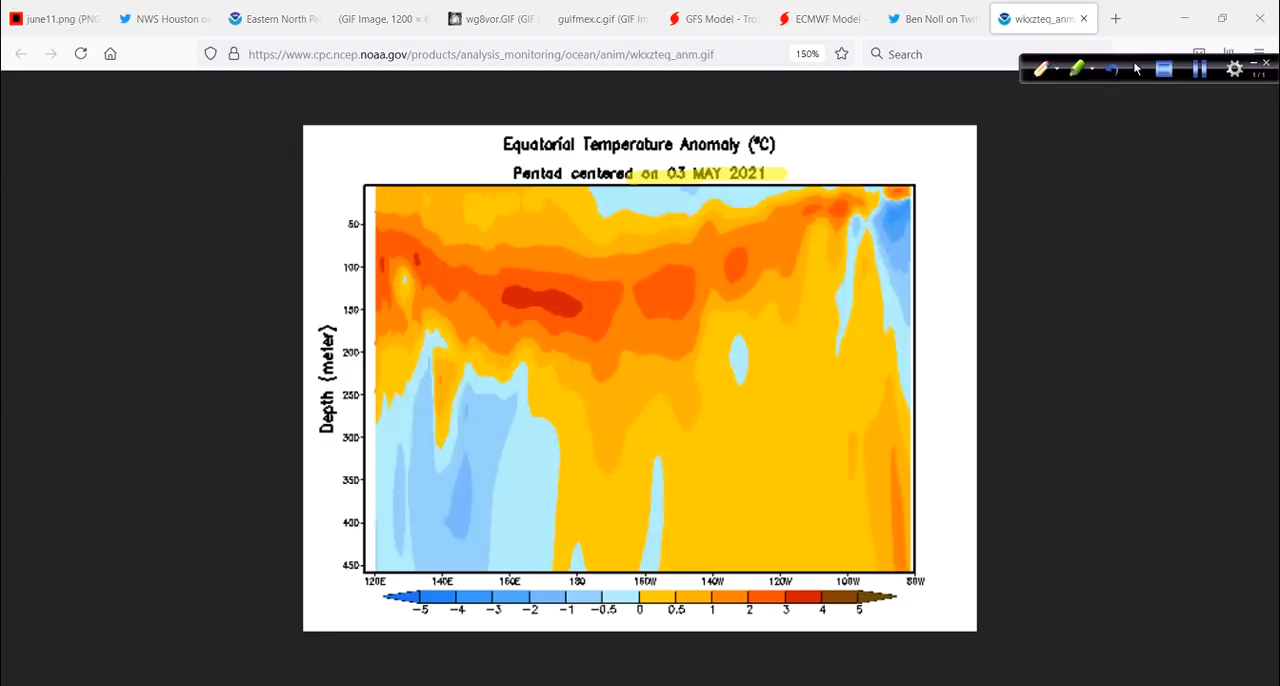 june11.png (PNG
NWS Houston on
Eastern North Pa
(GIF Image, 1200 ×
wg8vor.GIF (GIF I
gulfmex.c.gif (GIF Im
GFS Model – Tro
ECMWF Model –
Ben Noll on Twit
wkxzteq_anm.
https://www.cpc.ncep.noaa.gov/products/analysis_monitoring/ocean/anim/wkxzteq_anm.gif
150%
Search
1/1
Equatorial Temperature Anomaly (°C)
Pentad centered on 03 MAY 2021
Depth (meter)
50
100
150
200
250
300
350
400
450
120E 140E 160E 180 160W 140W 120W 100W 80W
-5 -4 -3 -2 -1 -0.5 0 0.5 1 2 3 4 5